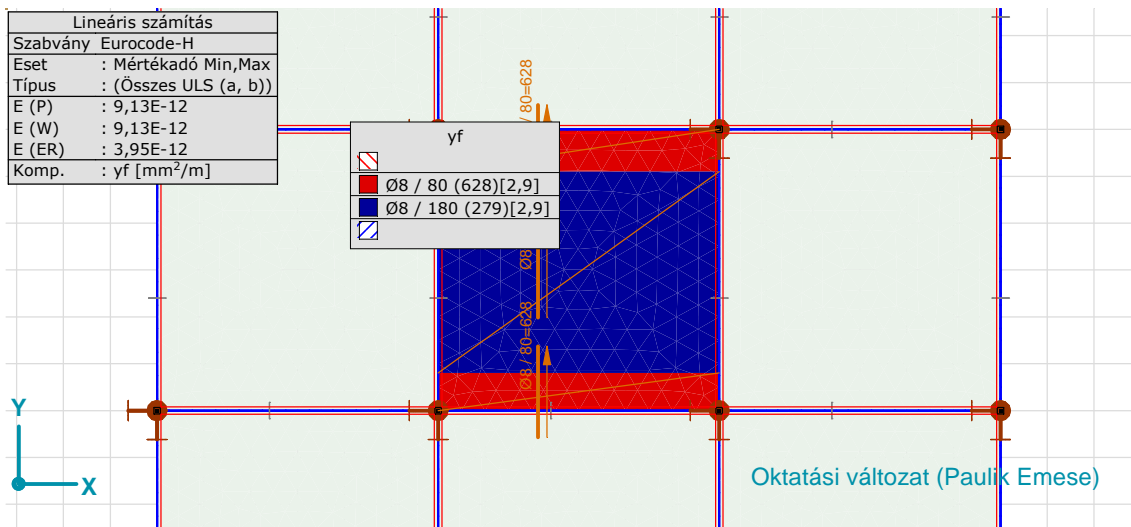 Lineáris számítás
Szabvány Eurocode-H
Eset : Mértékadó Min,Max
Típus : (Összes ULS (a, b))
E (P) : 9,13E-12
E (W) : 9,13E-12
E (ER) : 3,95E-12
Komp. : yf [mm²/m]
/ 80=628
yf
Ø8 / 80 (628)[2,9]
Ø8 / 180 (279)[2,9]
Ø8
Ø8 / 80=628
Y
X
Oktatási változat (Paulik Emese)